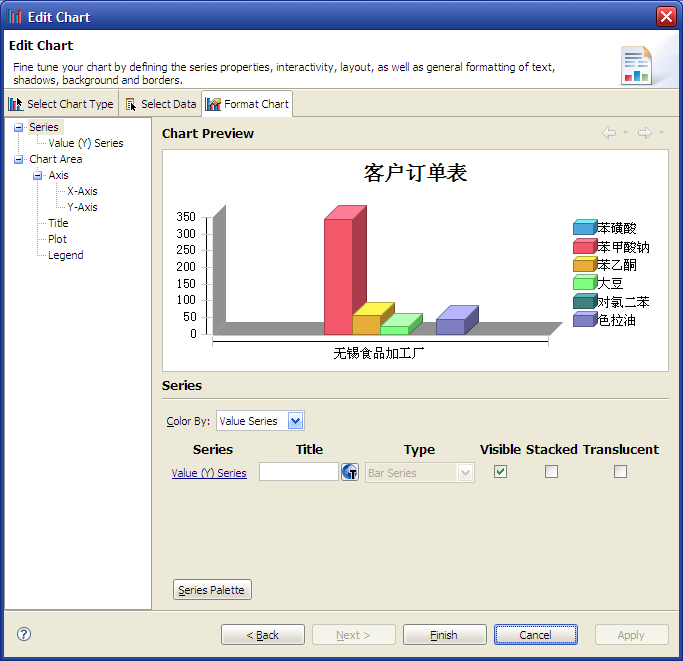 Edit Chart
Edit Chart
Fine tune your chart by defining the series properties, interactivity, layout, as well as general formatting of text,
shadows, background and borders.
Select Chart Type
Select Data
Format Chart
Series
Value (Y) Series
Chart Area
Axis
X-Axis
Y-Axis
Title
Plot
Legend
Chart Preview
客户订单表
350
300
250
200
150
100
50
0
无锡食品加工厂
苯磺酸
苯甲酸钠
苯乙酮
大豆
对氯二苯
色拉油
Series
Color By: Value Series
Series Title Type Visible Stacked Translucent
Value (Y) Series Bar Series
Series Palette
< Back Next > Finish Cancel Apply